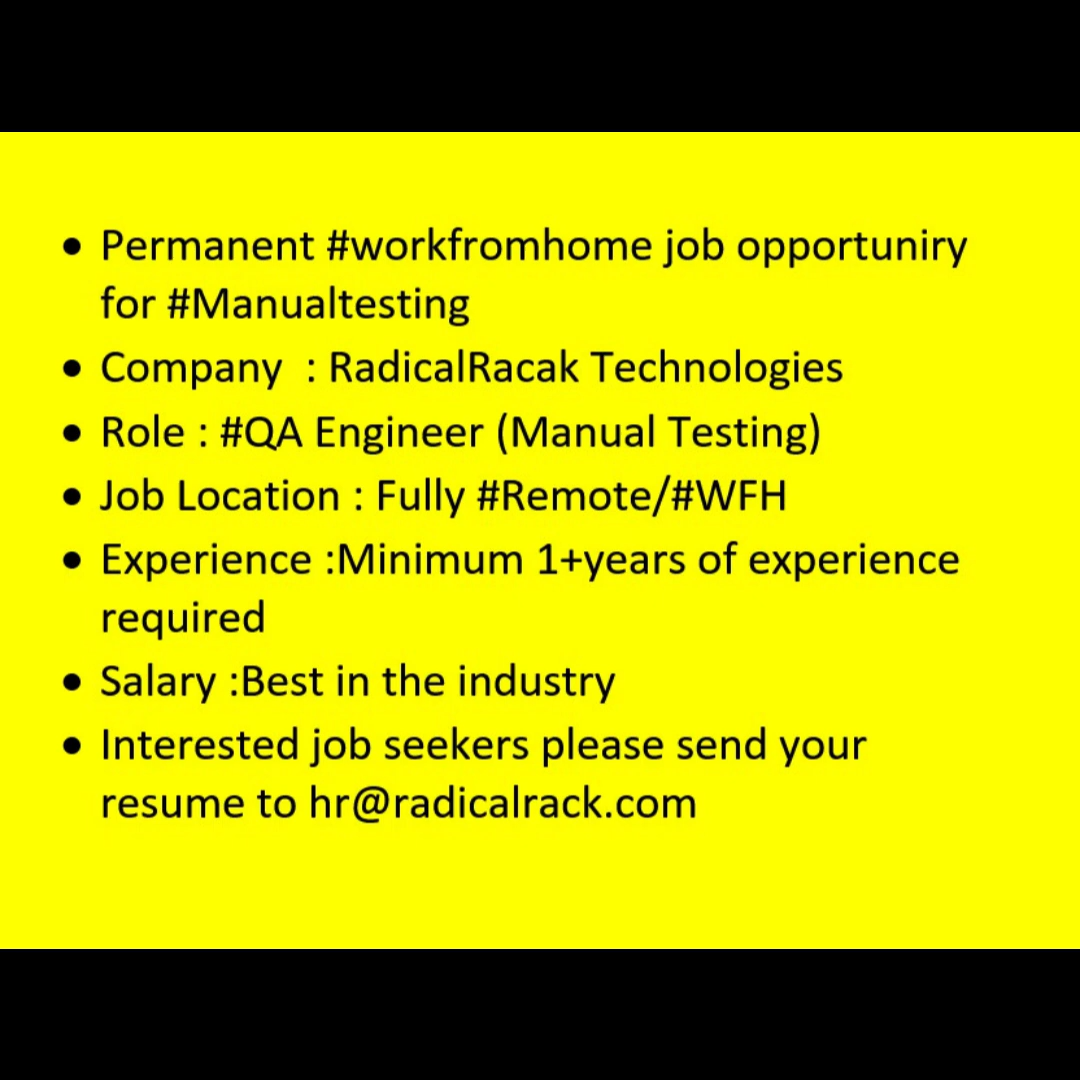 • Permanent #workfromhome job opportuniry
for #Manualtesting
• Company  : RadicalRacak Technologies
• Role : #QA Engineer (Manual Testing)
• Job Location : Fully #Remote/#WFH
• Experience :Minimum 1+years of experience
required
• Salary :Best in the industry
• Interested job seekers please send your
resume to hr@radicalrack.com